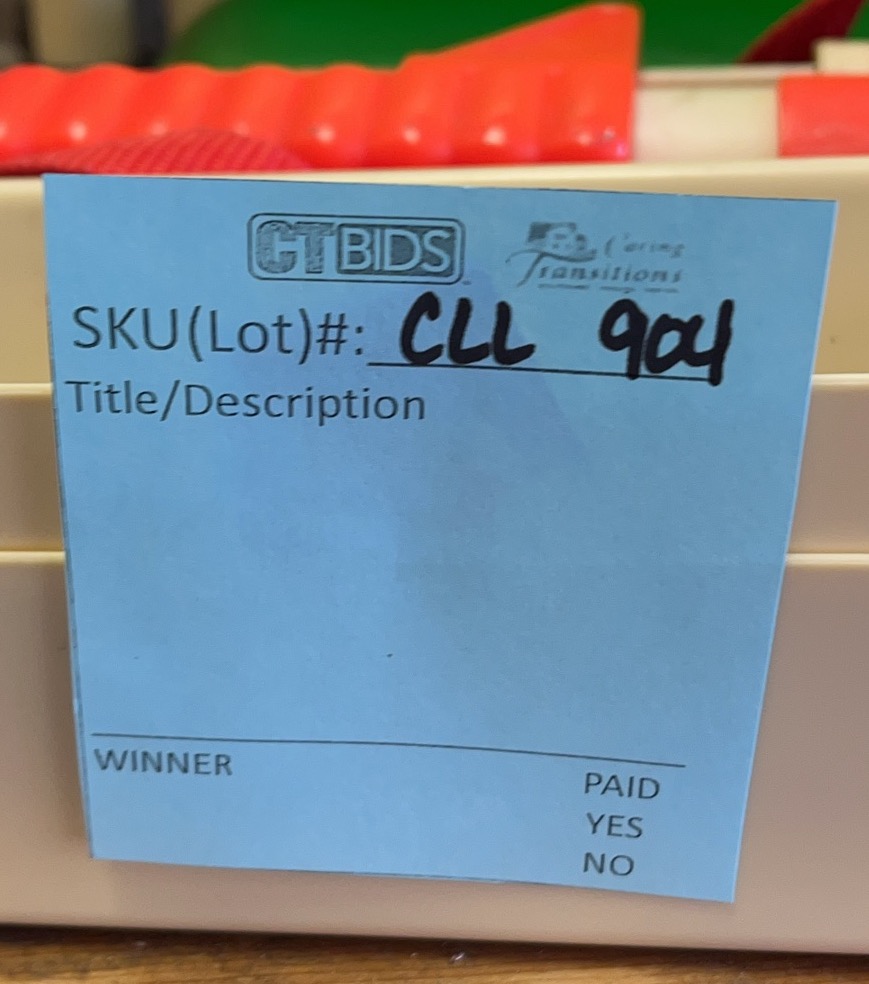 CTBIDS
Caring
Transitions
SKU(Lot)#: CLL 904
Title/Description
WINNER
PAID
YES
NO